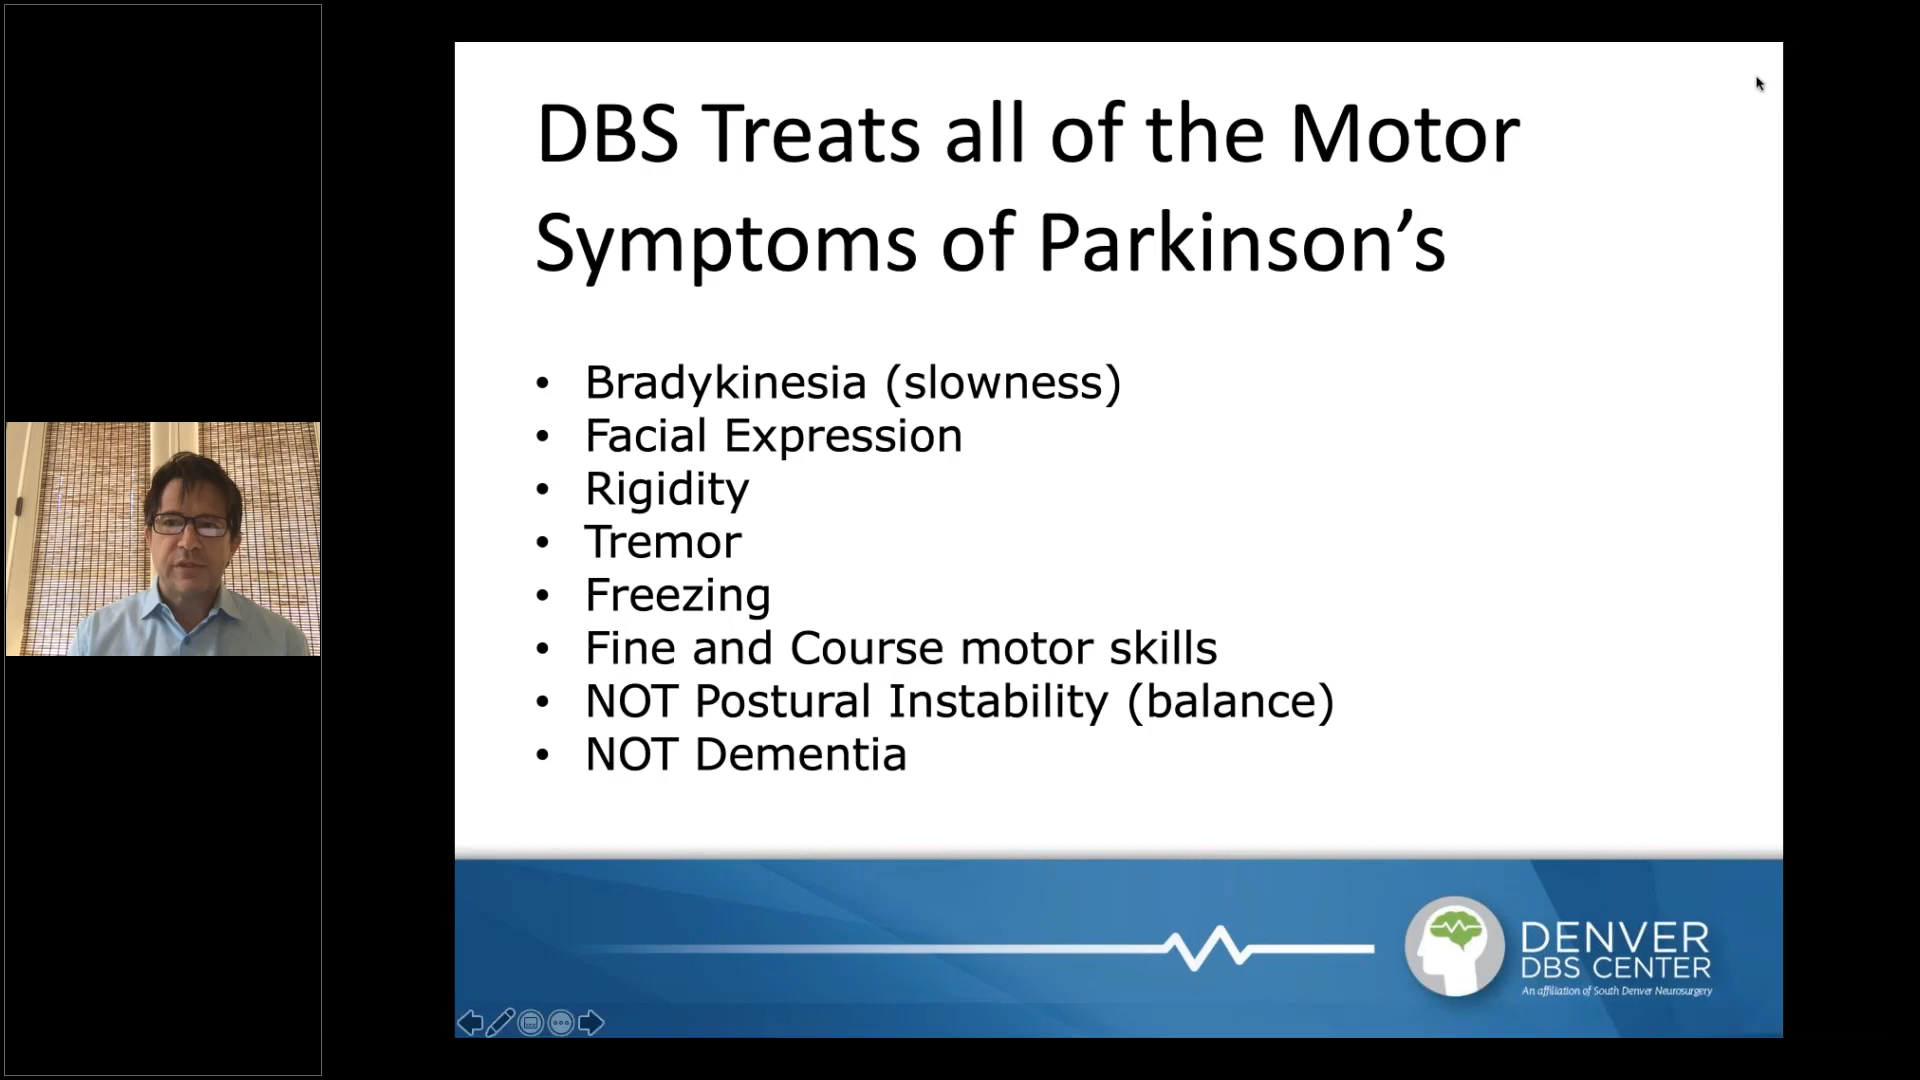 DBS Treats all of the Motor
Symptoms of Parkinson’s
• Bradykinesia (slowness)
• Facial Expression
• Rigidity
• Tremor
• Freezing
• Fine and Course motor skills
• NOT Postural Instability (balance)
• NOT Dementia
DENVER
DBS CENTER
An affiliation of South Denver Neurosurgery